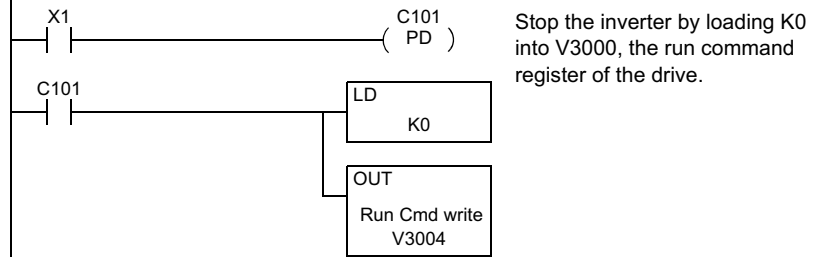 X1
C101
PD
Stop the inverter by loading K0
into V3000, the run command
register of the drive.
C101
LD
K0
OUT
Run Cmd write
V3004